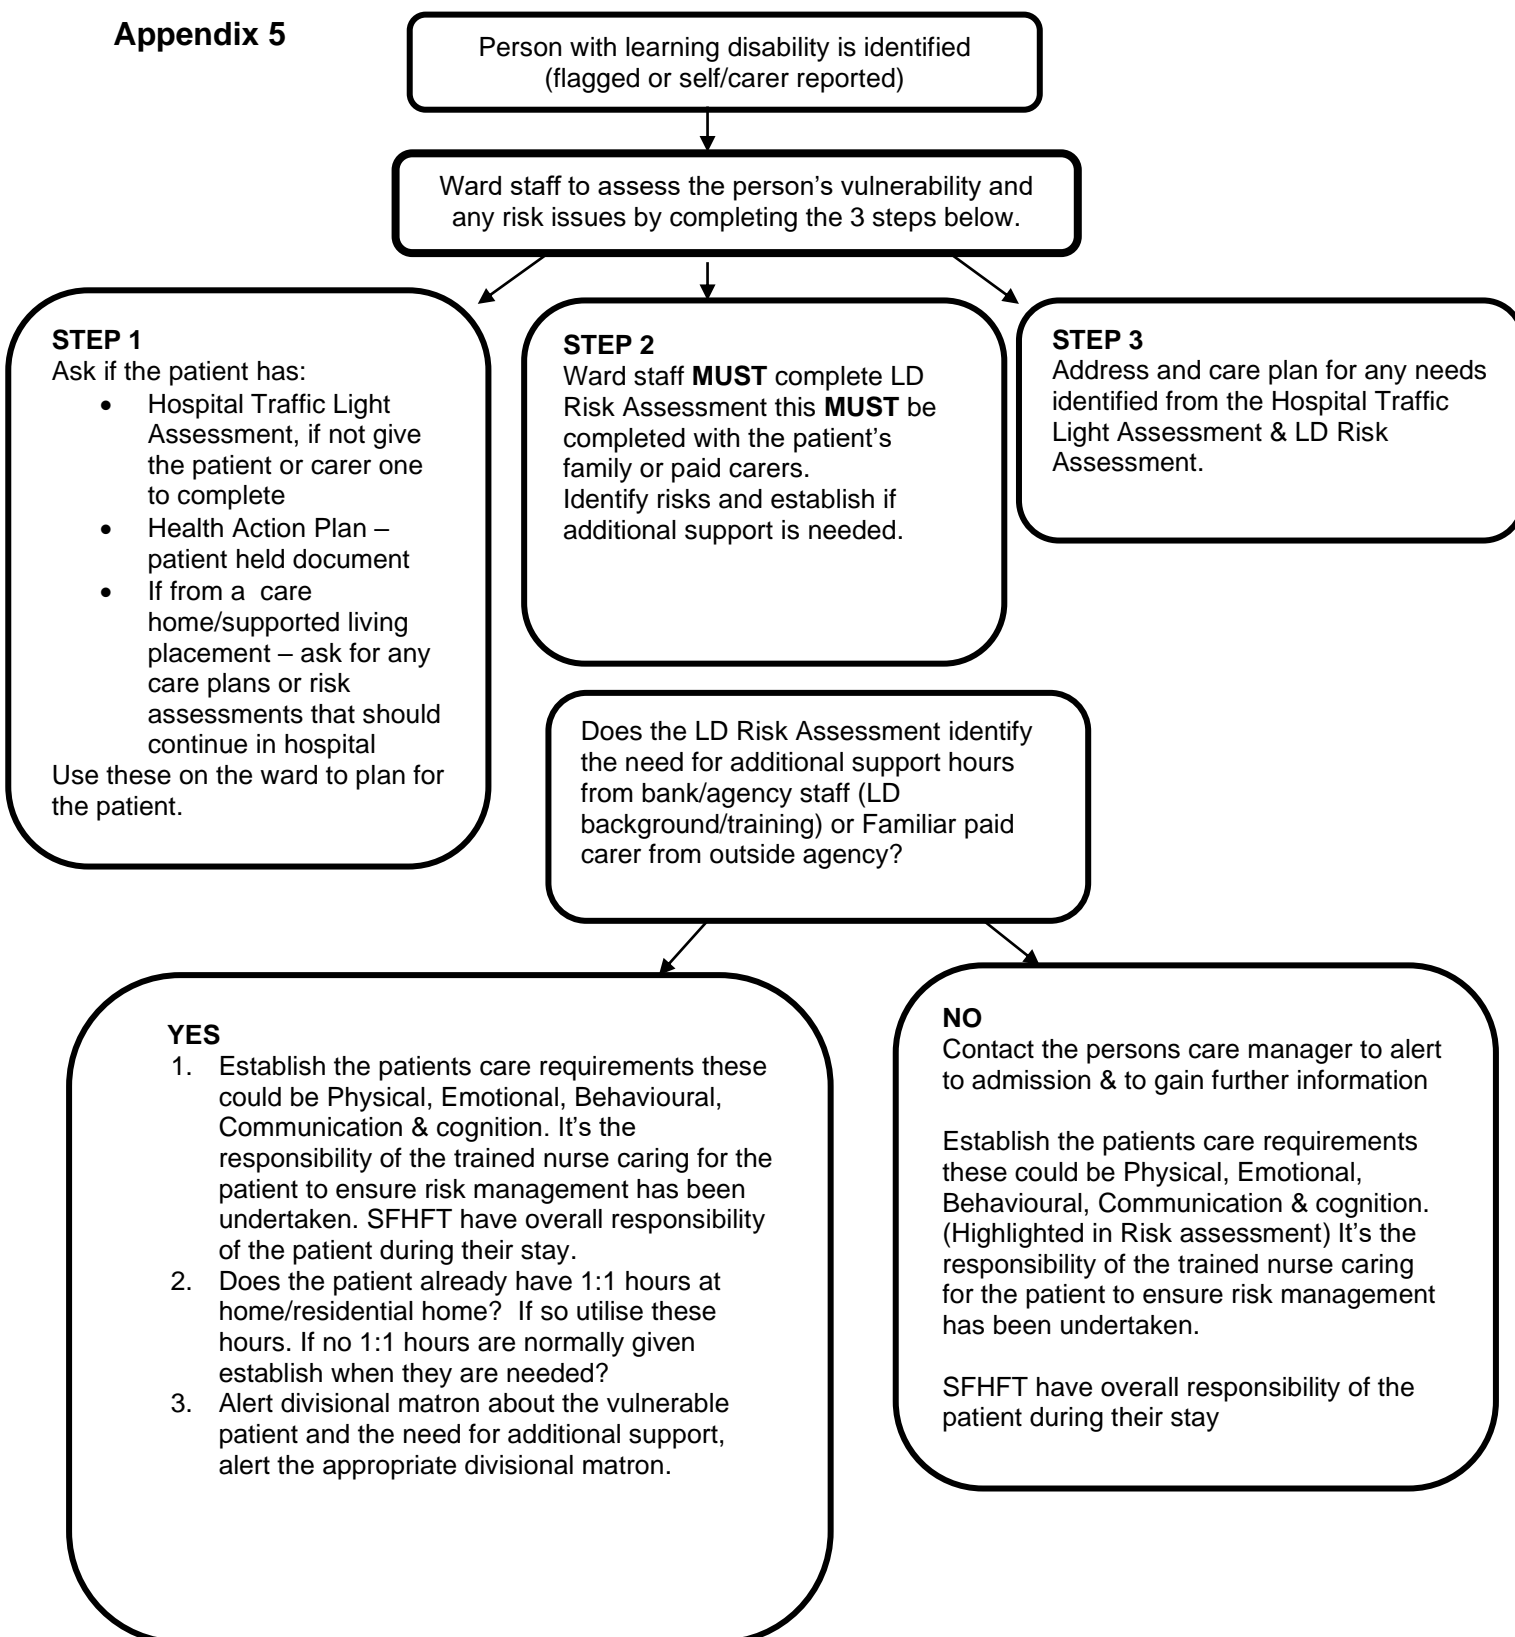 Appendix 5
Person with learning disability is identified
(flagged or self/carer reported)
Ward staff to assess the person’s vulnerability and
any risk issues by completing the 3 steps below.
STEP 1
Ask if the patient has:
• Hospital Traffic Light
Assessment, if not give
the patient or carer one
to complete
• Health Action Plan –
patient held document
• If from a  care
home/supported living
placement – ask for any
care plans or risk
assessments that should
continue in hospital
Use these on the ward to plan for
the patient.
STEP 2
Ward staff MUST complete LD
Risk Assessment this MUST be
completed with the patient’s
family or paid carers.
Identify risks and establish if
additional support is needed.
STEP 3
Address and care plan for any needs
identified from the Hospital Traffic
Light Assessment & LD Risk
Assessment.
Does the LD Risk Assessment identify
the need for additional support hours
from bank/agency staff (LD
background/training) or Familiar paid
carer from outside agency?
YES
1. Establish the patients care requirements these
could be Physical, Emotional, Behavioural,
Communication & cognition. It’s the
responsibility of the trained nurse caring for the
patient to ensure risk management has been
undertaken. SFHFT have overall responsibility
of the patient during their stay.
2. Does the patient already have 1:1 hours at
home/residential home?  If so utilise these
hours. If no 1:1 hours are normally given
establish when they are needed?
3. Alert divisional matron about the vulnerable
patient and the need for additional support,
alert the appropriate divisional matron.
NO
Contact the persons care manager to alert
to admission & to gain further information
Establish the patients care requirements
these could be Physical, Emotional,
Behavioural, Communication & cognition.
(Highlighted in Risk assessment) It’s the
responsibility of the trained nurse caring
for the patient to ensure risk management
has been undertaken.
SFHFT have overall responsibility of the
patient during their stay